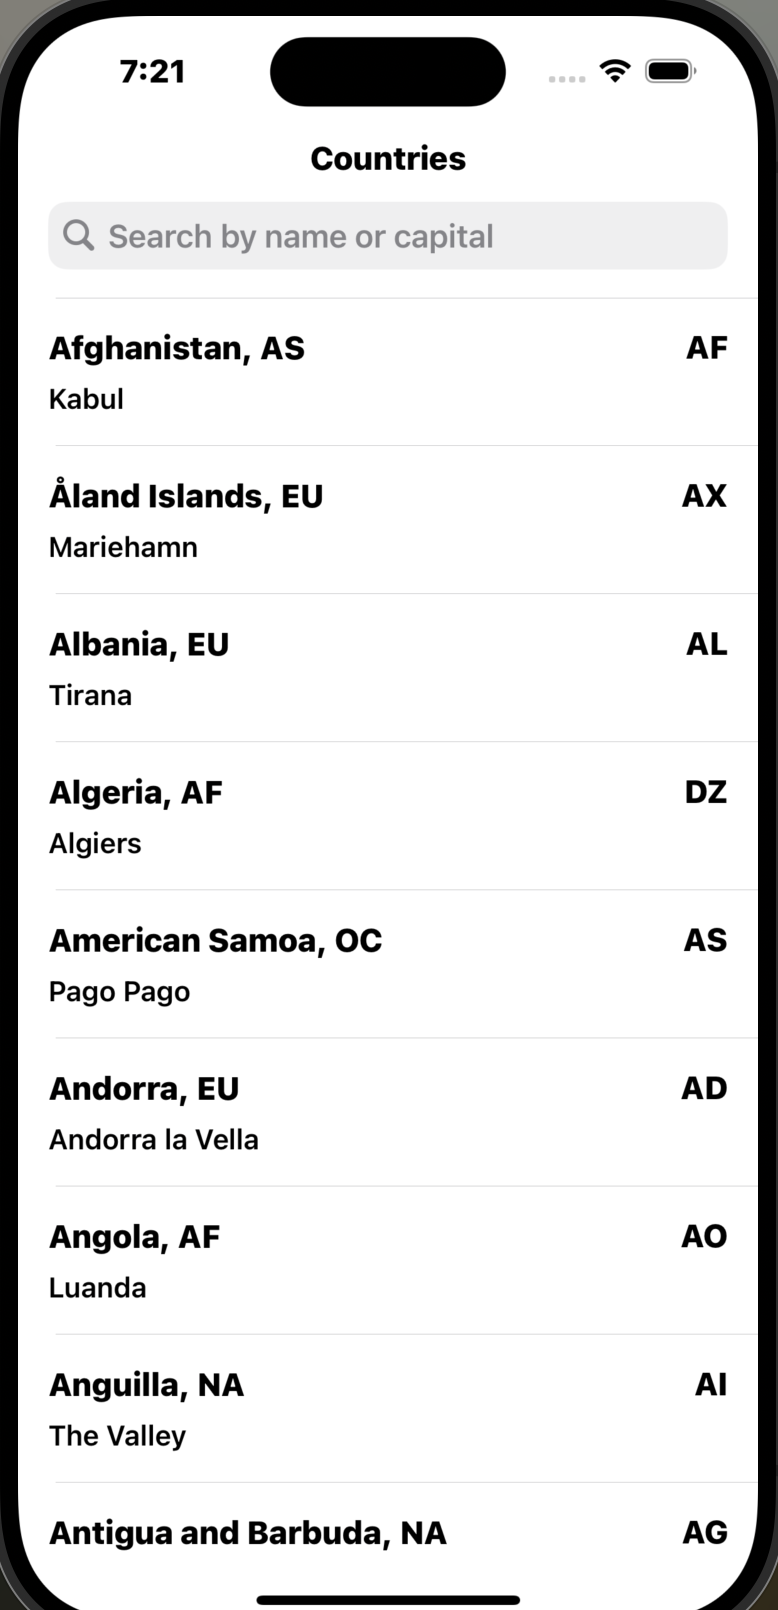 7:21
Countries
Search by name or capital
Afghanistan, AS AF
Kabul
Åland Islands, EU AX
Mariehamn
Albania, EU AL
Tirana
Algeria, AF DZ
Algiers
American Samoa, OC AS
Pago Pago
Andorra, EU AD
Andorra la Vella
Angola, AF AO
Luanda
Anguilla, NA AI
The Valley
Antigua and Barbuda, NA AG